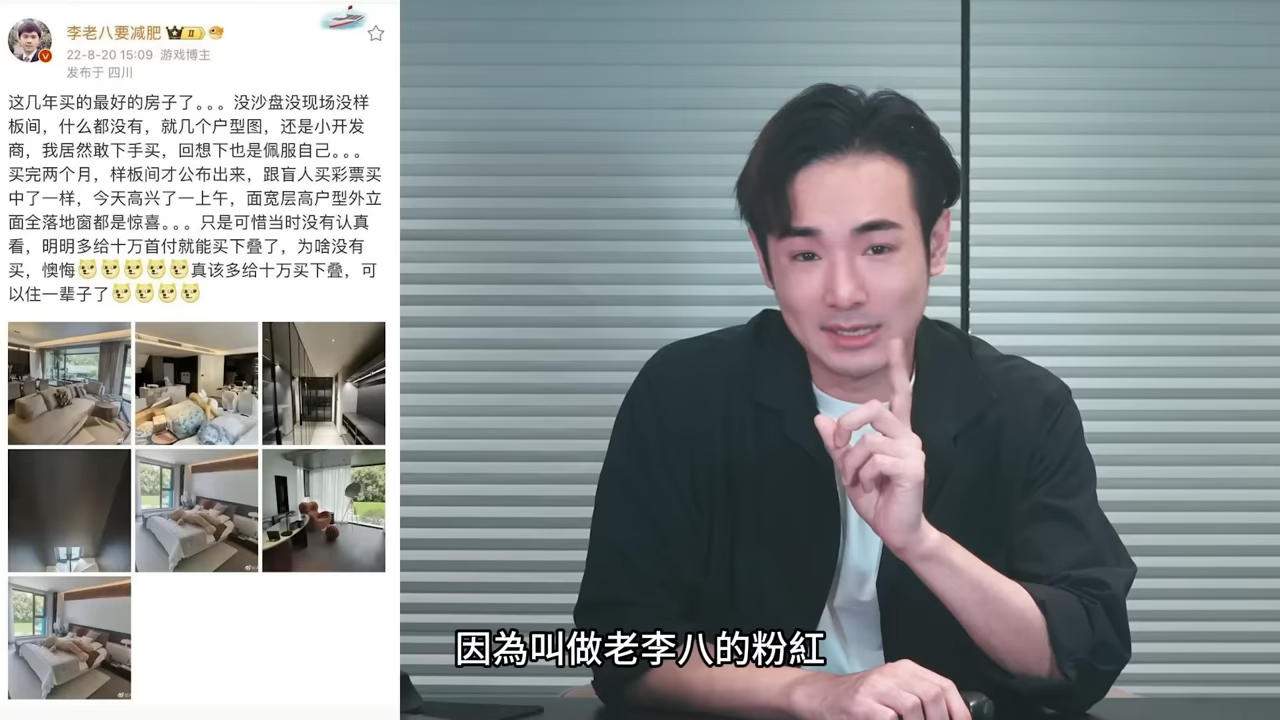 李老八要减肥
II
22-8-20 15:09 游戏博主
发布于 四川
这几年买的最好的房子了。。。没沙盘没现场没样
板间，什么都没有，就几个户型图，还是小开发
商，我居然敢下手买，回想下也是佩服自己。。。
买完两个月，样板间才公布出来，跟盲人买彩票买
中了一样，今天高兴了一上午，面宽层高户型外立
面全落地窗都是惊喜。。。只是可惜当时没有认真
看，明明多给十万首付就能买下叠了，为啥没有
买，懊悔真该多给十万买下叠，可
以住一辈子了
因為叫做老李八的粉紅